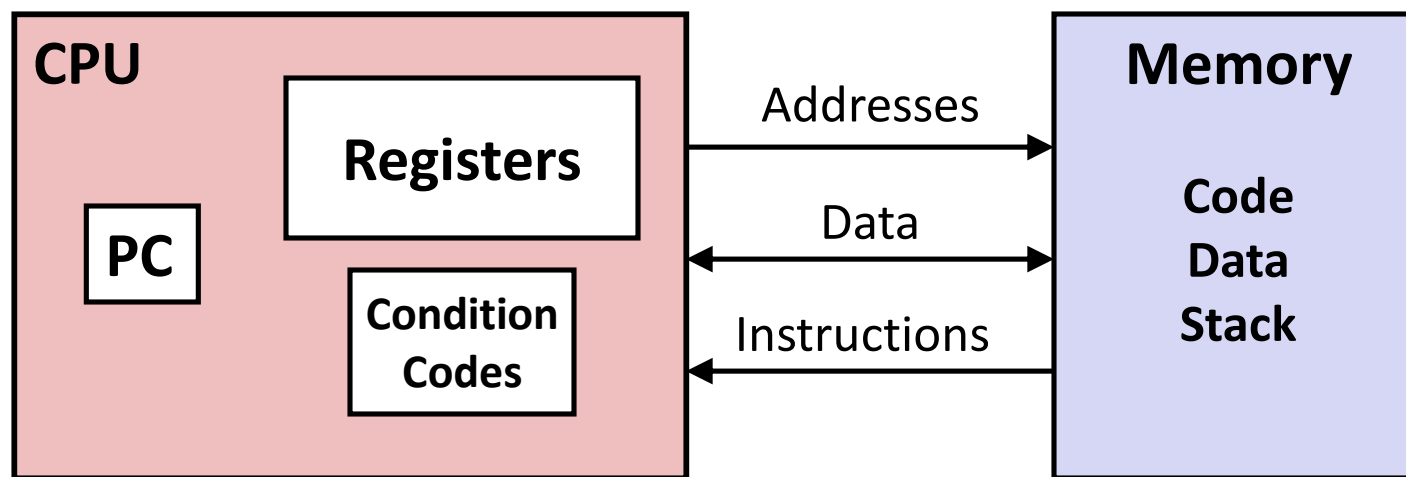 CPU
Registers
PC
Condition
Codes
Addresses
Data
Instructions
Memory
Code
Data
Stack